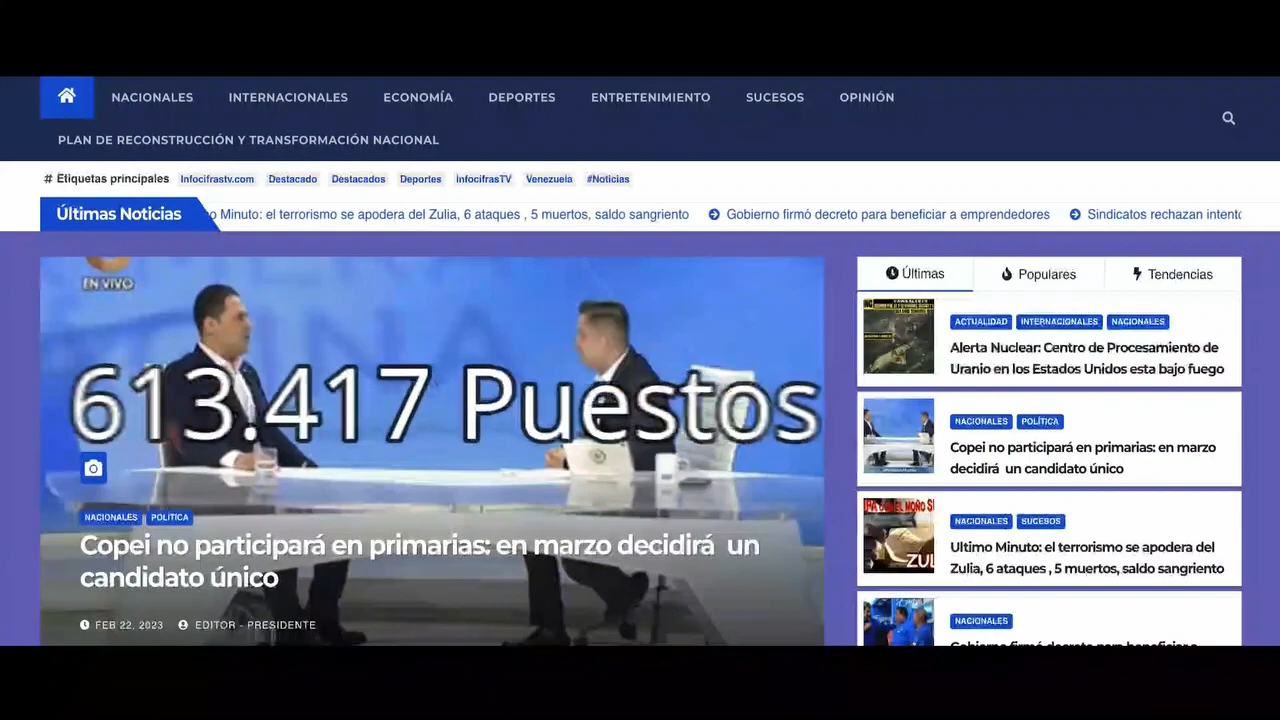 NACIONALES INTERNACIONALES ECONOMÍA DEPORTES ENTRETENIMIENTO SUCESOS OPINIÓN
PLAN DE RECONSTRUCCIÓN Y TRANSFORMACIÓN NACIONAL
# Etiquetas principales Infocifrastv.com Destacado Destacados Deportes infocifrasTV Venezuela #Noticias
Últimas Noticias
Minuto: el terrorismo se apodera del Zulia, 6 ataques , 5 muertos, saldo sangriento Gobierno firmó decreto para beneficiar a emprendedores Sindicatos rechazan
EN VIVO
613.417 Puestos
NACIONALES POLÍTICA
Copei no participará en primarias: en marzo decidirá un
candidato único
FEB 22, 2023 EDITOR - PRESIDENTE
Últimas Populares Tendencias
ACTUALIDAD INTERNACIONALES NACIONALES
Alerta Nuclear: Centro de Procesamiento de
Uranio en los Estados Unidos esta bajo fuego
NACIONALES POLÍTICA
Copei no participará en primarias: en marzo
decidirá un candidato único
NACIONALES SUCESOS
Ultimo Minuto: el terrorismo se apodera del
Zulia, 6 ataques , 5 muertos, saldo sangriento
NACIONALES
Gobierno firmó decreto para beneficiar a